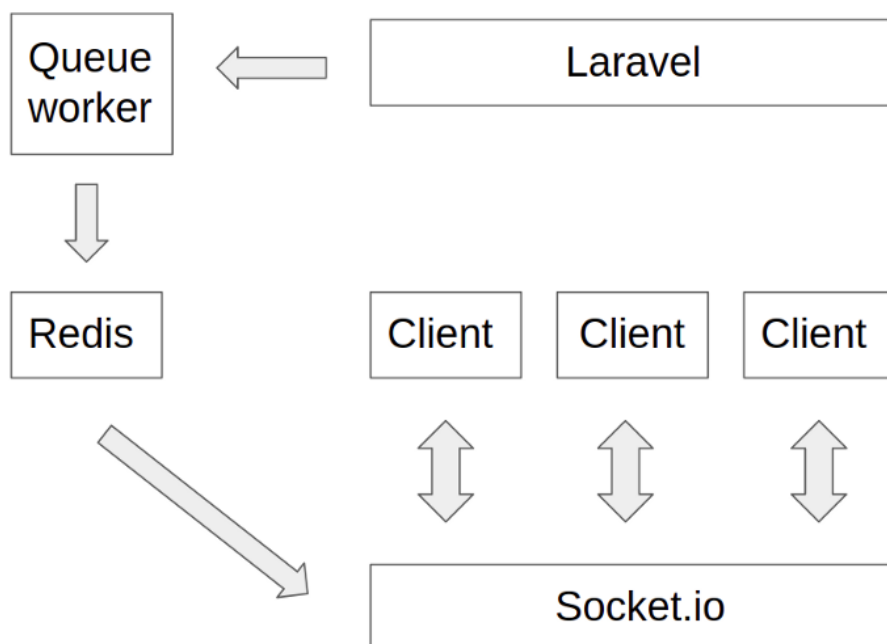 Queue
worker
Laravel
Redis
Client
Client
Client
Socket.io